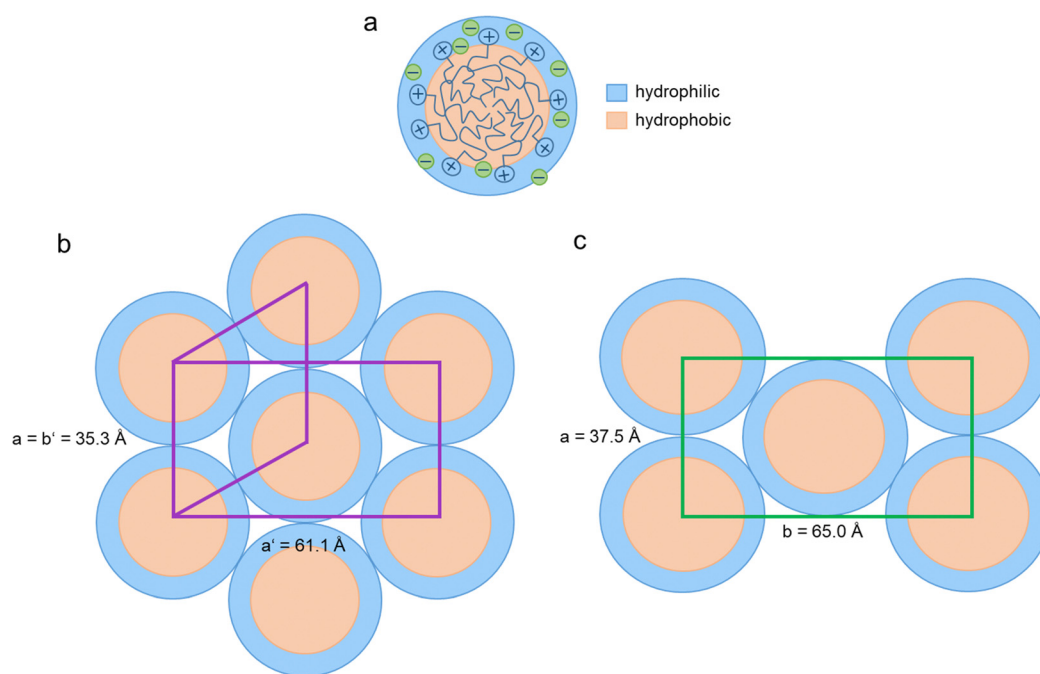 a
hydrophilic
hydrophobic
b
c
a = b‘ = 35.3 Å
a‘ = 61.1 Å
a = 37.5 Å
b = 65.0 Å